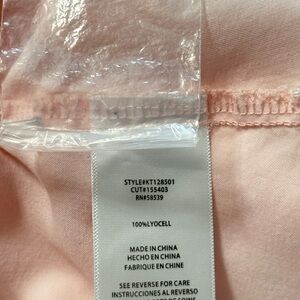 STYLE#KT128501
CUT#155403
RN#58539
100%LYOCELL
MADE IN CHINA
HECHO EN CHINA
FABRIQUE EN CHINE
SEE REVERSE FOR CARE
INSTRUCCIONES AL REVERSO